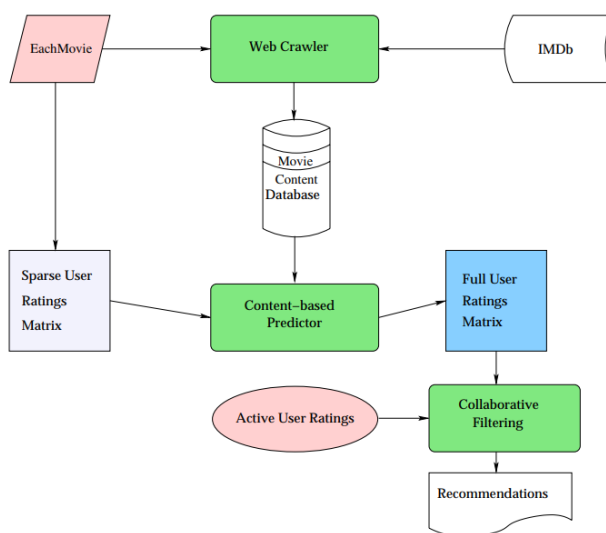 EachMovie
Web Crawler
IMDb
Movie
Content
Database
Sparse User
Ratings
Matrix
Content-based
Predictor
Full User
Ratings
Matrix
Active User Ratings
Collaborative
Filtering
Recommendations